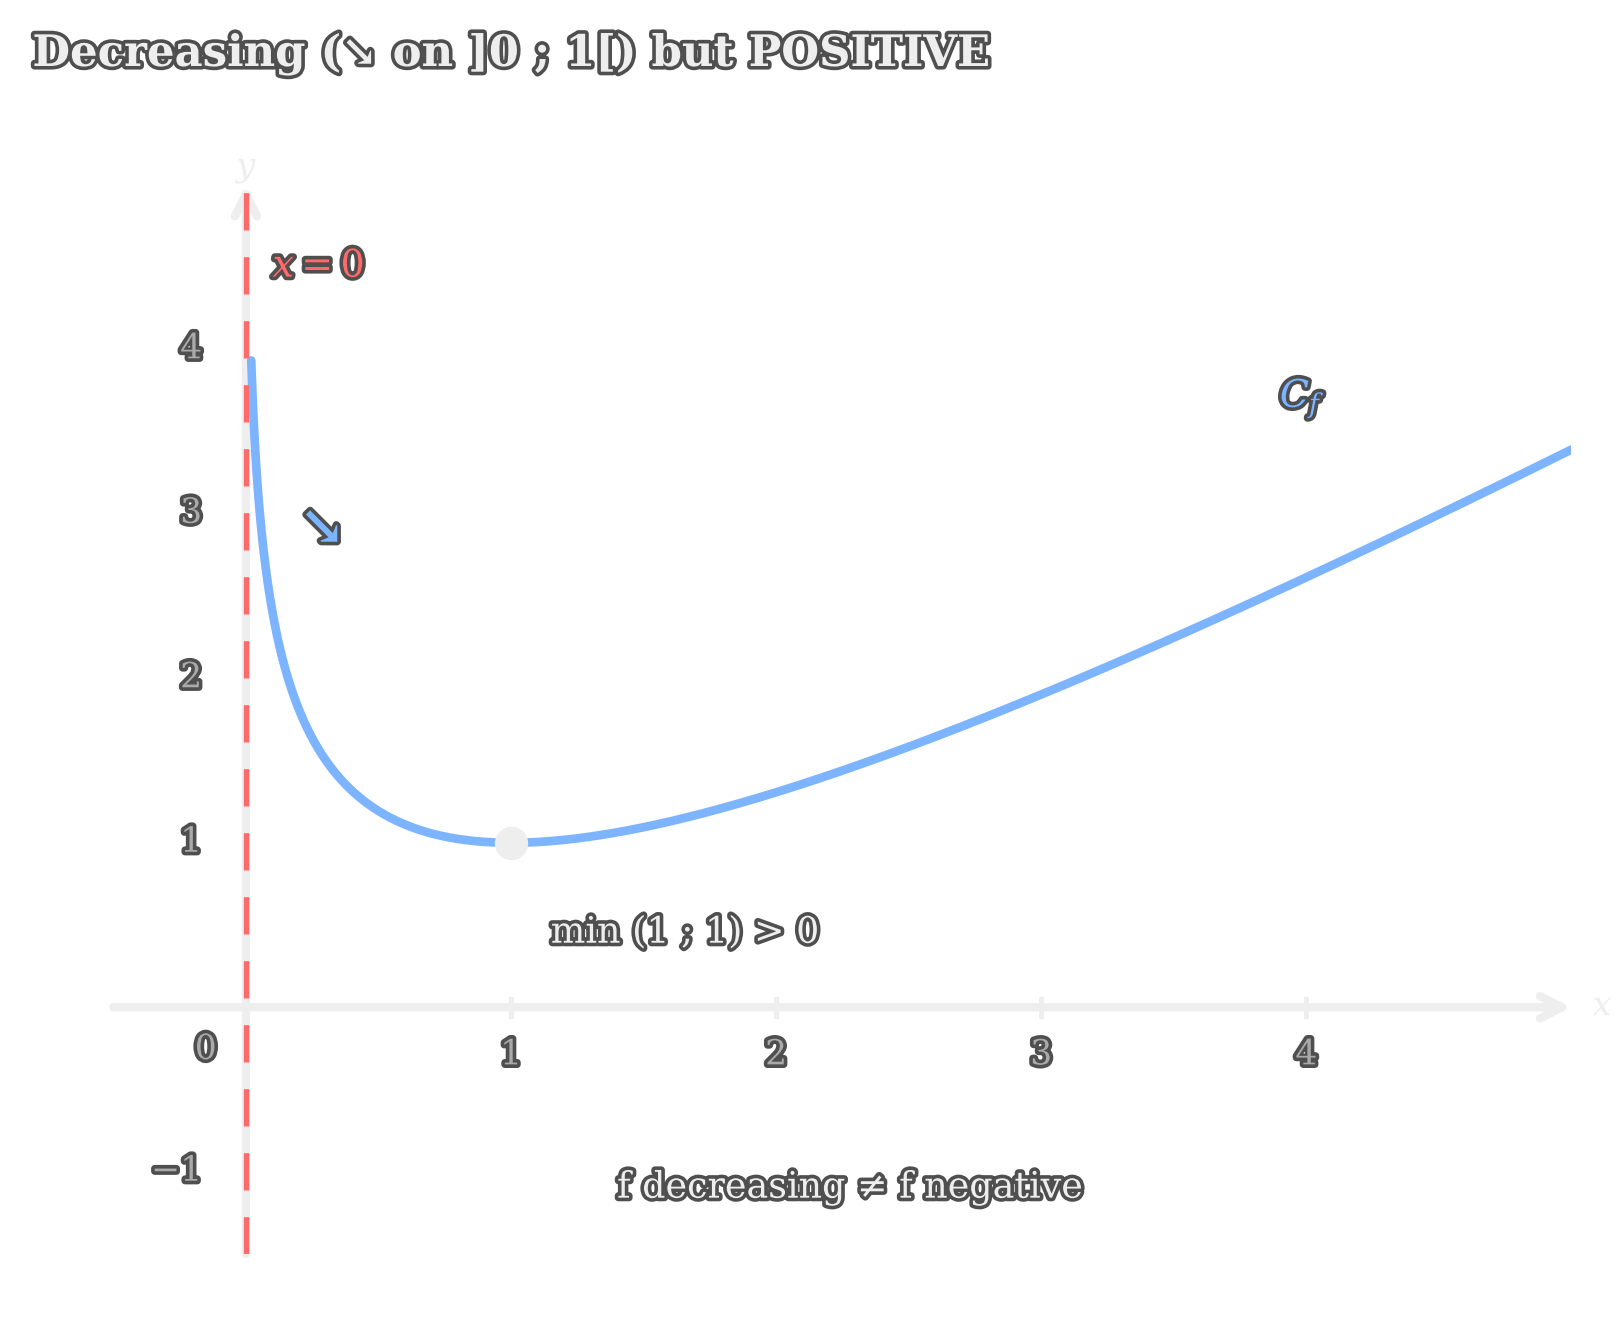 Decreasing (↘ on ]0 ; 1[) but POSITIVE
y
x = 0
4
C_f
3
↘
2
1
min (1 ; 1) > 0
x
0
1
2
3
4
−1
f decreasing ≠ f negative